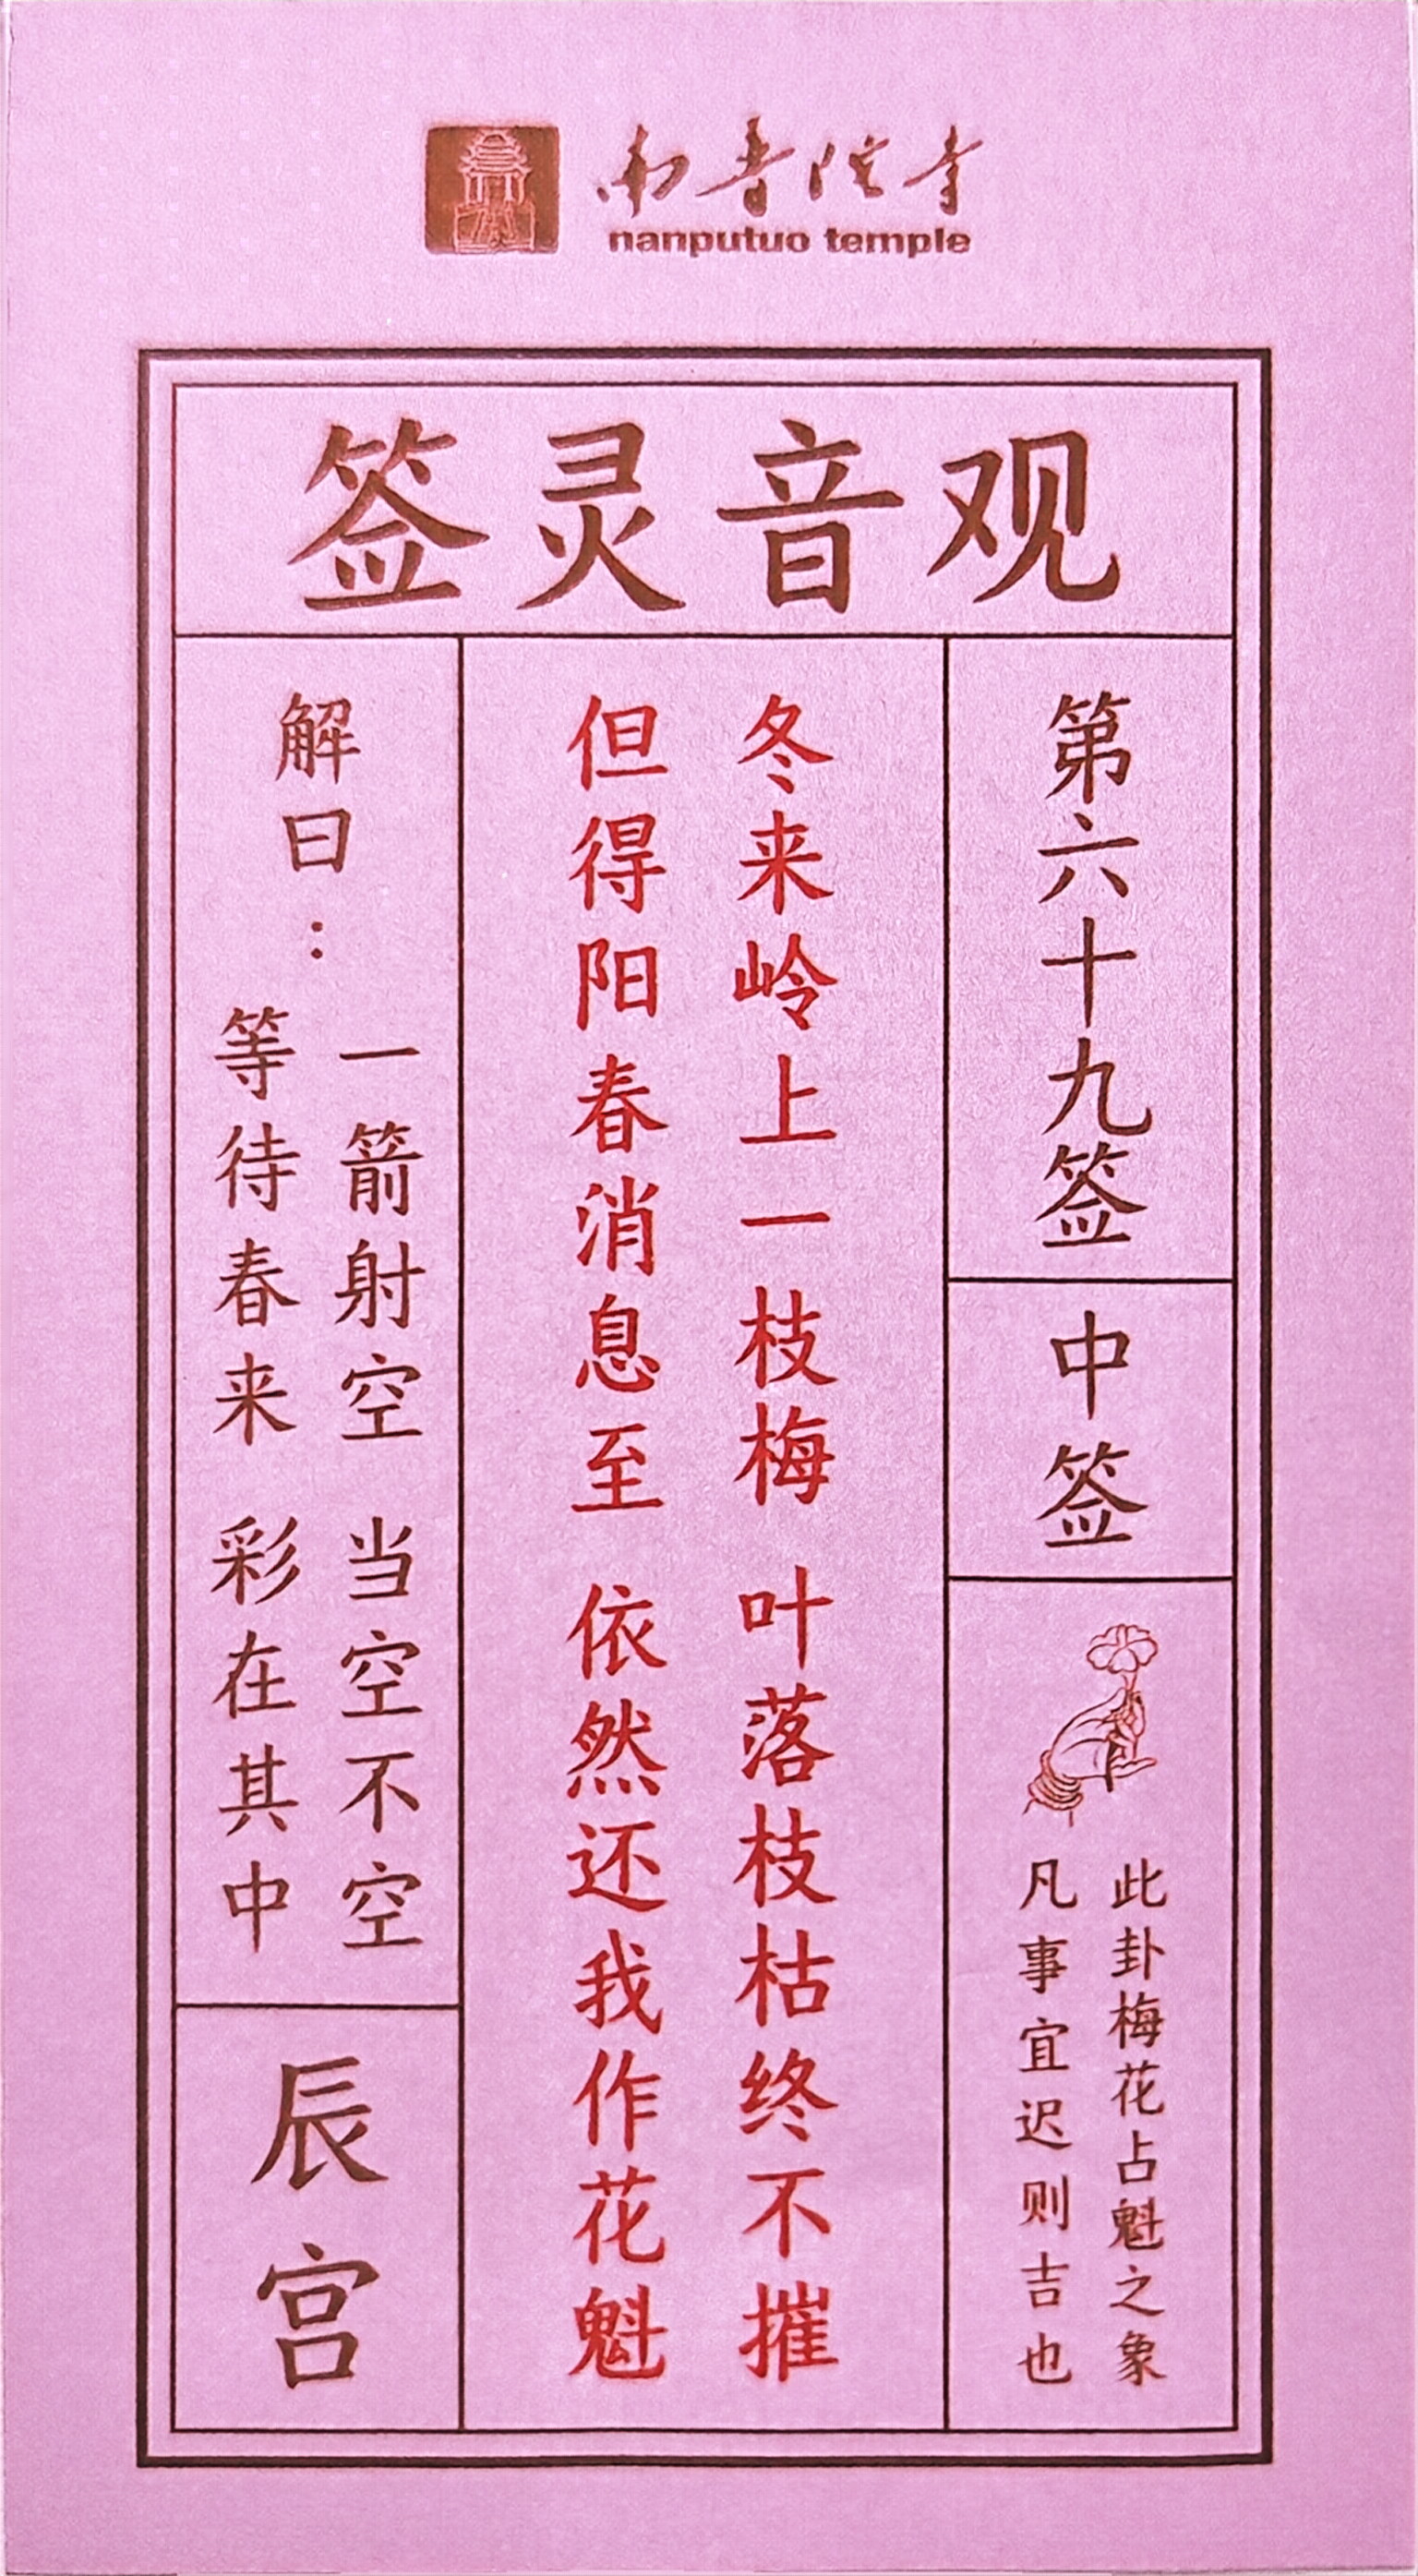 南普陀寺
nanputuo temple
观音灵签
第六十九签
中签
此卦梅花占魁之象
凡事宜迟则吉也
冬来岭上一枝梅 叶落枝枯终不摧
但得阳春消息至 依然还我作花魁
解曰：
一箭射空 当空不空
等待春来 彩在其中
辰宫